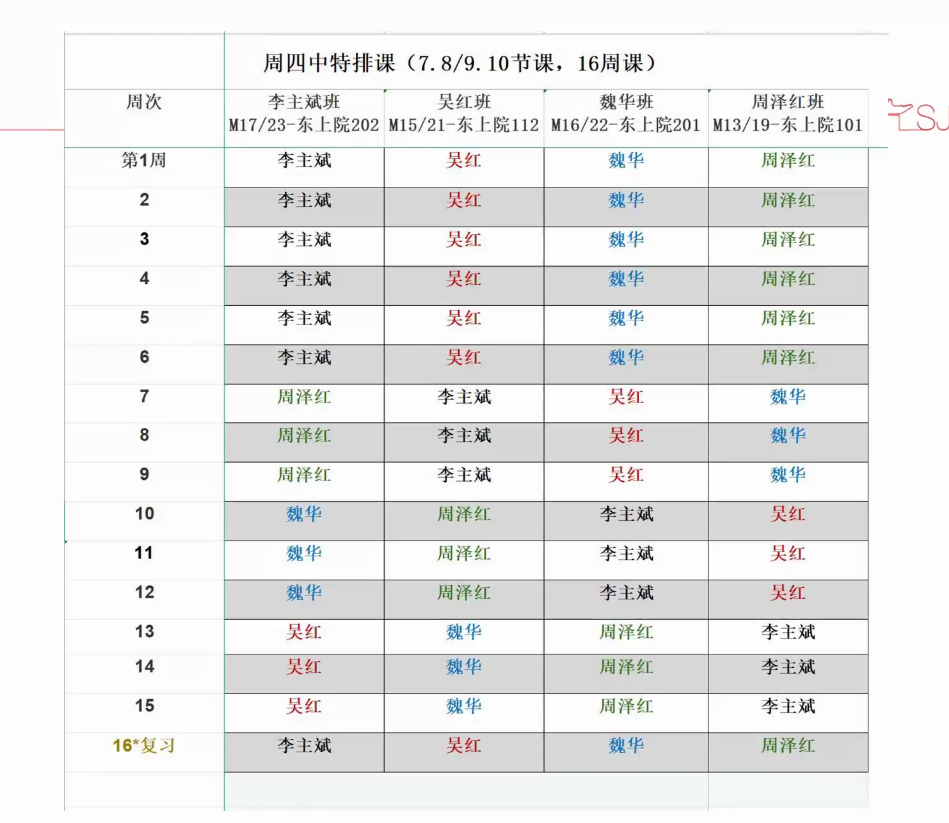 周四中特排课（7.8/9.10节课，16周课）
周次 李主斌班 吴红班 魏华班 周泽红班
M17/23-东上院202 M15/21-东上院112 M16/22-东上院201 M13/19-东上院101
第1周 李主斌 吴红 魏华 周泽红
2 李主斌 吴红 魏华 周泽红
3 李主斌 吴红 魏华 周泽红
4 李主斌 吴红 魏华 周泽红
5 李主斌 吴红 魏华 周泽红
6 李主斌 吴红 魏华 周泽红
7 周泽红 李主斌 吴红 魏华
8 周泽红 李主斌 吴红 魏华
9 周泽红 李主斌 吴红 魏华
10 魏华 周泽红 李主斌 吴红
11 魏华 周泽红 李主斌 吴红
12 魏华 周泽红 李主斌 吴红
13 吴红 魏华 周泽红 李主斌
14 吴红 魏华 周泽红 李主斌
15 吴红 魏华 周泽红 李主斌
16*复习 李主斌 吴红 魏华 周泽红